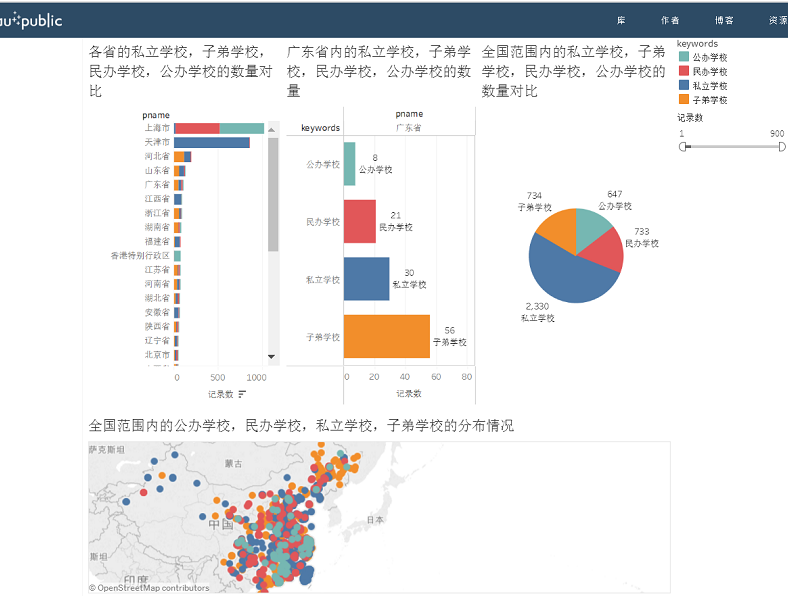 au public
库
作者
博客
资源
各省的私立学校，子弟学校，
民办学校，公办学校的数量对
比
广东省内的私立学校，子弟学
校，民办学校，公办学校的数
量
全国范围内的私立学校，子弟
学校，民办学校，公办学校的
数量对比
keywords
公办学校
民办学校
私立学校
子弟学校
记录数
1
900
pname
上海市
天津市
河北省
山东省
广东省
江西省
浙江省
湖南省
福建省
香港特别行政区
江苏省
河南省
湖北省
安徽省
陕西省
辽宁省
北京市
0
500
1000
记录数
pname
keywords
广东省
公办学校
8
公办学校
民办学校
21
民办学校
私立学校
30
私立学校
子弟学校
56
子弟学校
0
20
40
60
80
记录数
734
子弟学校
647
公办学校
733
民办学校
2,330
私立学校
全国范围内的公办学校，民办学校，私立学校，子弟学校的分布情况
萨克斯坦
蒙古
中国
日本
斯坦
印度
© OpenStreetMap contributors